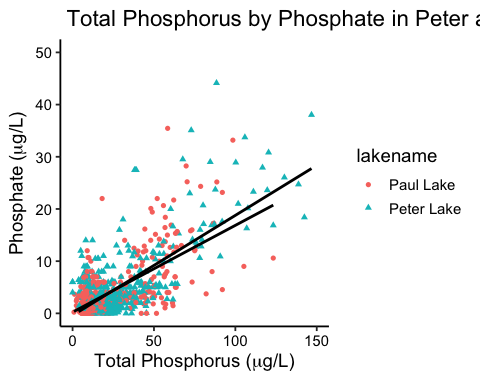 Total Phosphorus by Phosphate in Peter a
50
40
30
20
10
0
Phosphate (μg/L)
0 50 100 150
Total Phosphorus (μg/L)
lakename
Paul Lake
Peter Lake